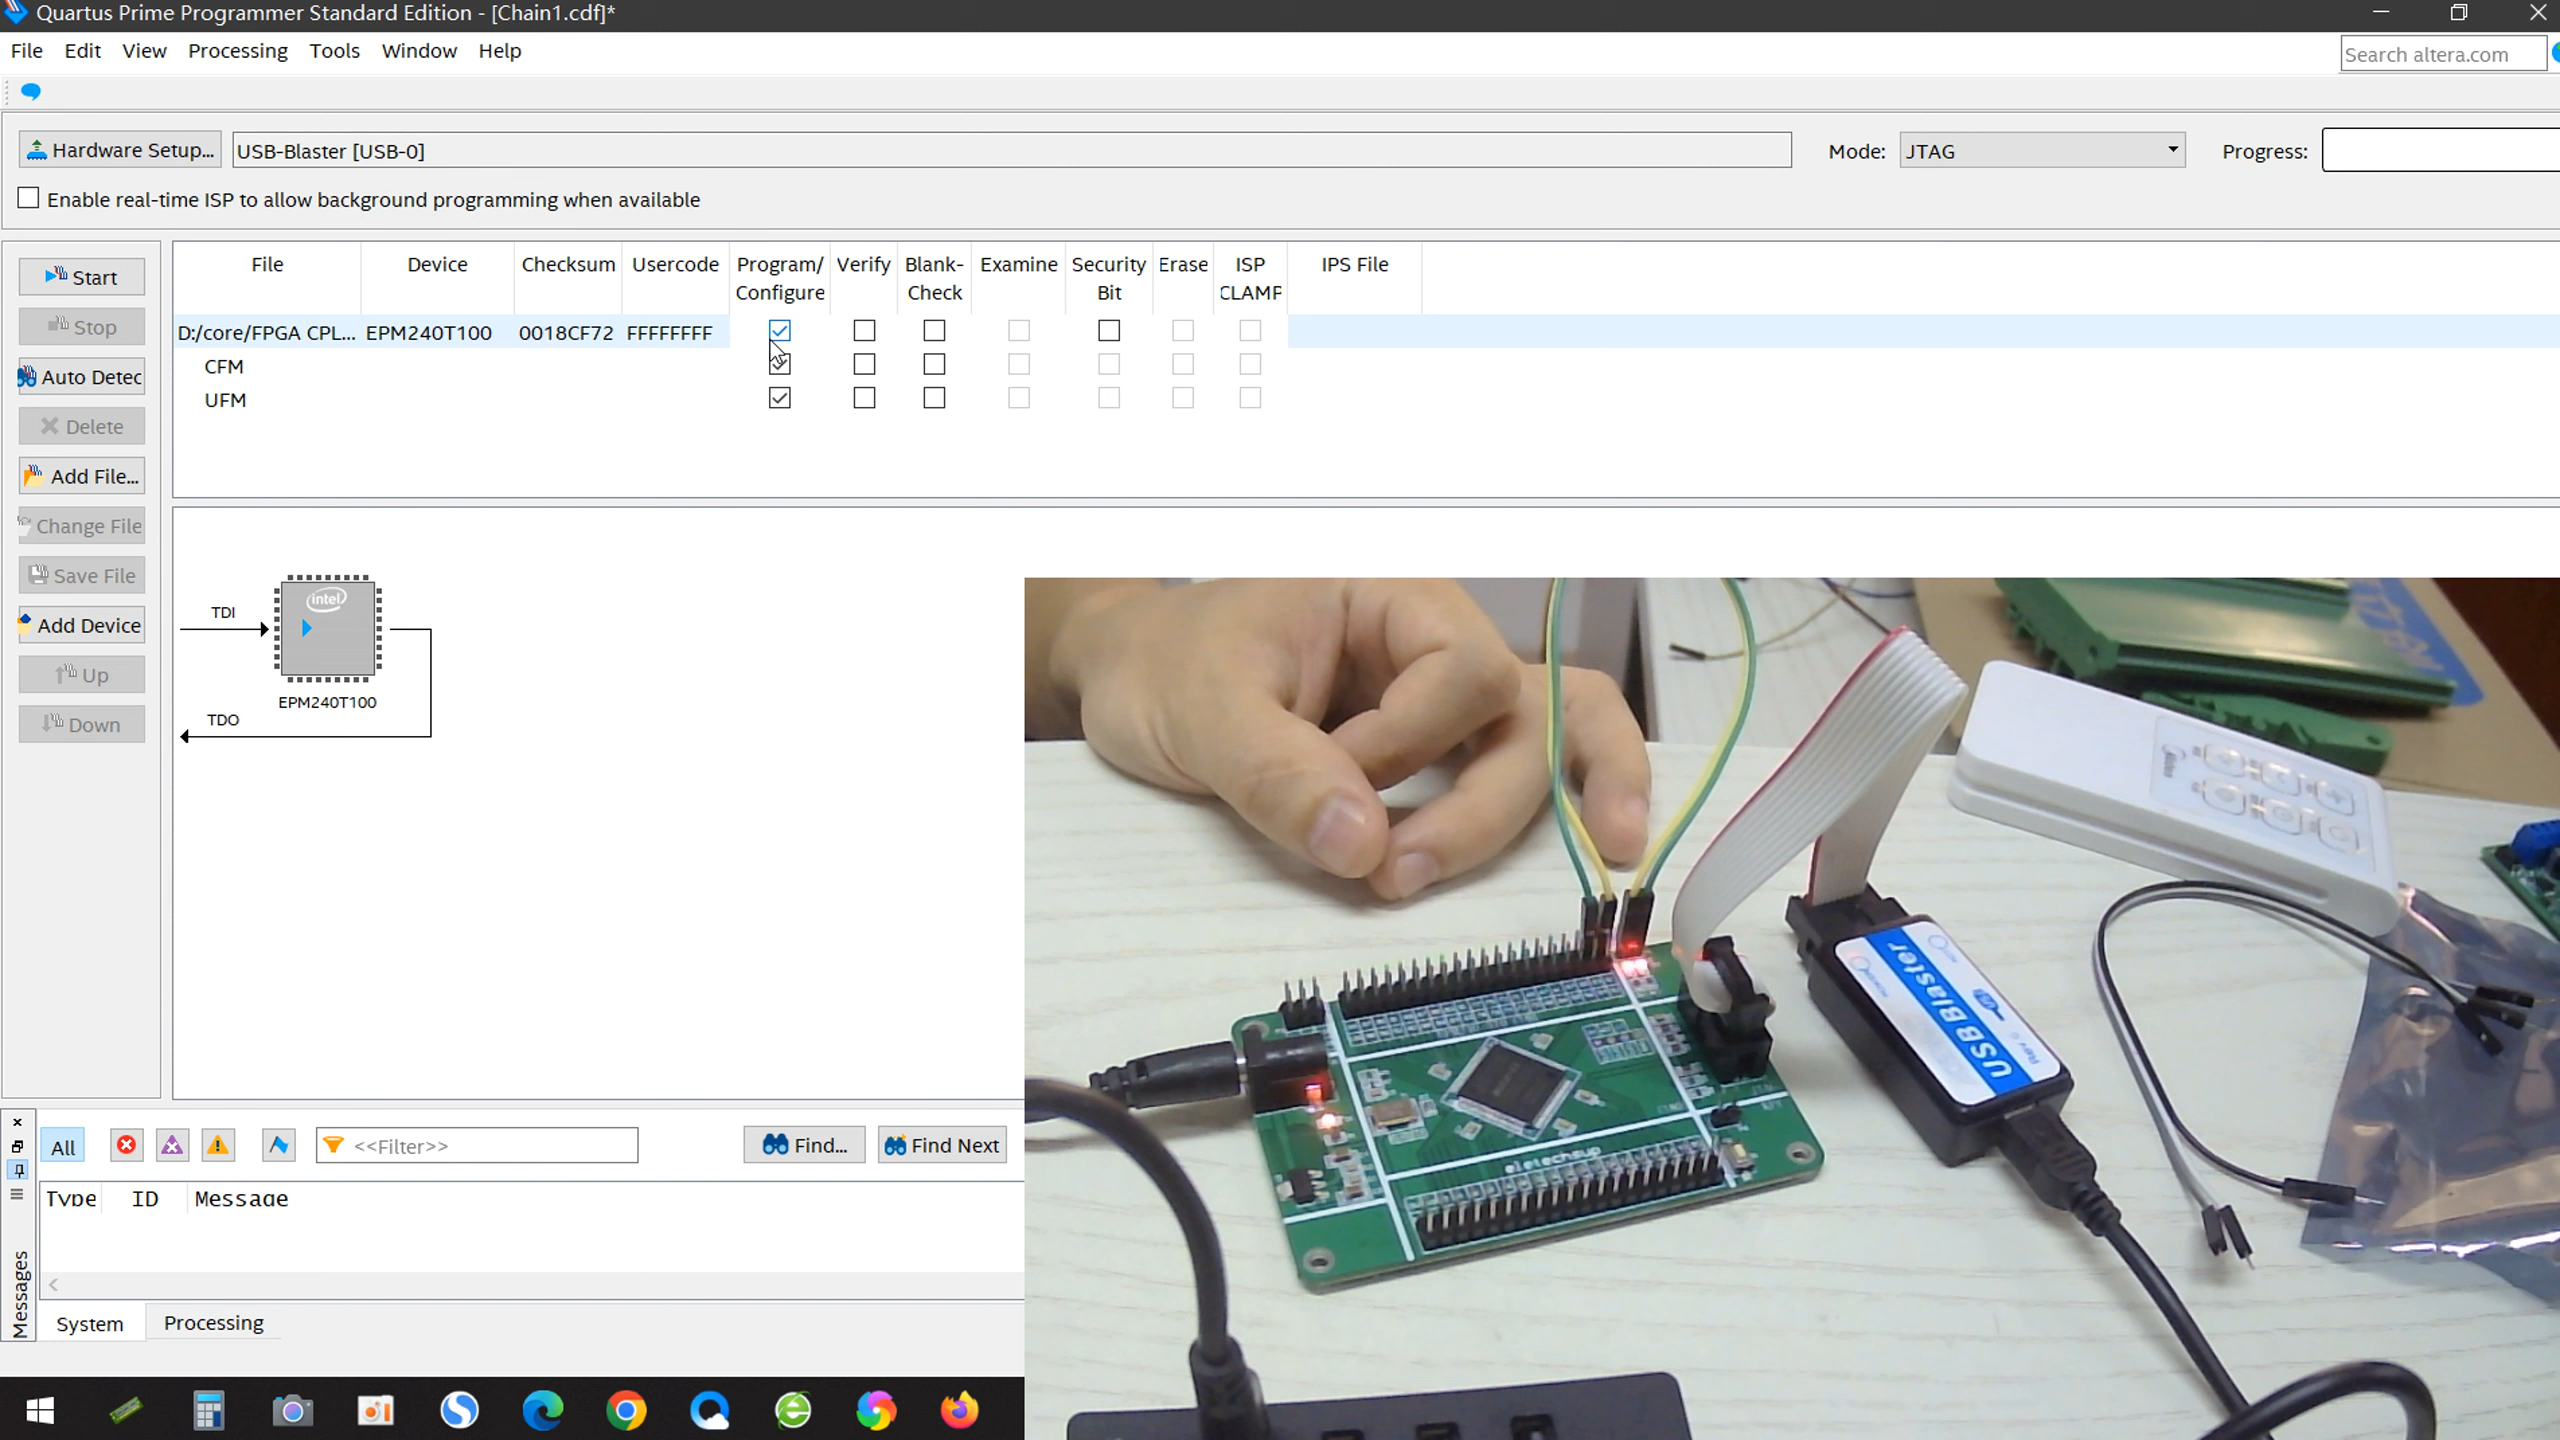 Quartus Prime Programmer Standard Edition - [Chain1.cdf]*
File Edit View Processing Tools Window Help
Search altera.com
Hardware Setup... USB-Blaster [USB-0] Mode: JTAG Progress:
Enable real-time ISP to allow background programming when available
Start
Stop
Auto Detec
Delete
Add File...
Change File
Save File
Add Device
Up
Down
File Device Checksum Usercode Program/ Verify Blank- Examine Security Erase ISP IPS File
Configure Check Bit CLAMP
D:/core/FPGA CPL... EPM240T100 0018CF72 FFFFFFFF
CFM
UFM
TDI
intel
EPM240T100
TDO
All <<Filter>> Find... Find Next
Type ID Message
Messages
System Processing
USB Blaster
Rev C
eletechsup